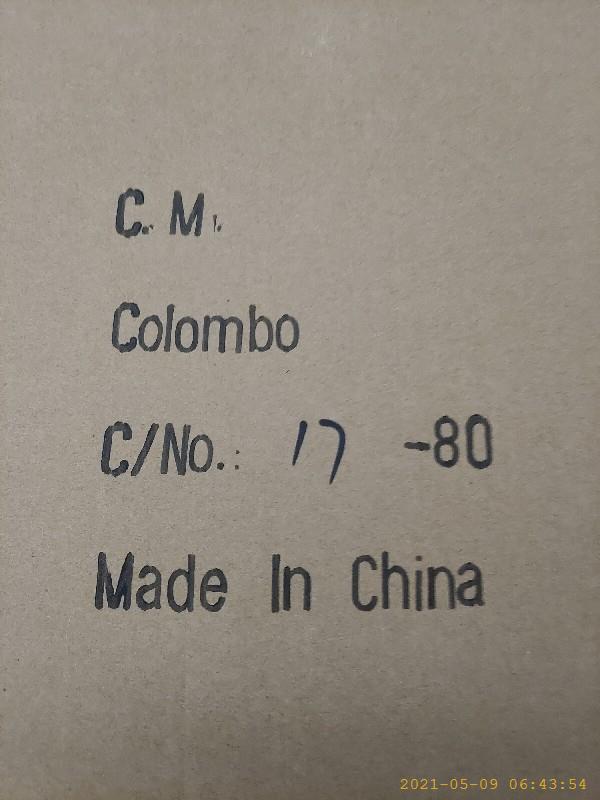 C. M.
Colombo
C/No.: 17 -80
Made In China
2021-05-09 06:43:54